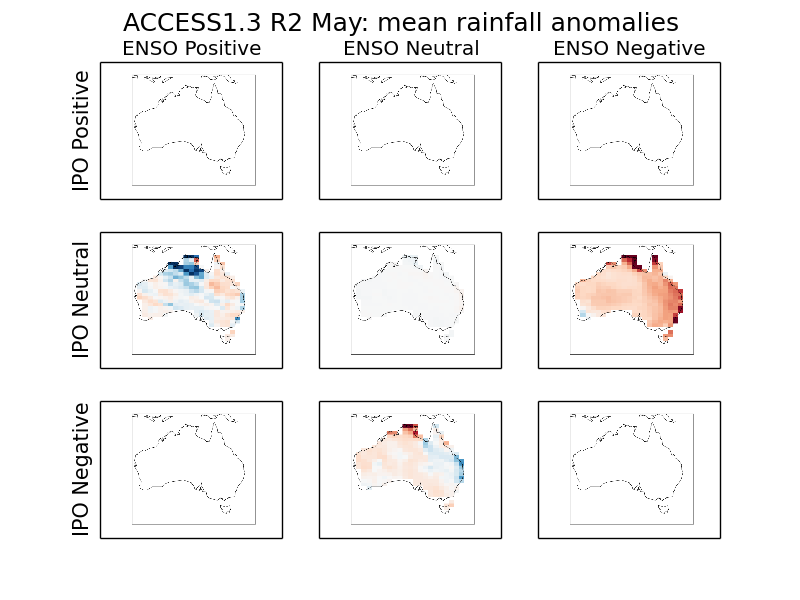 ACCESS1.3 R2 May: mean rainfall anomalies
ENSO Positive
ENSO Neutral
ENSO Negative
IPO Positive
IPO Neutral
IPO Negative